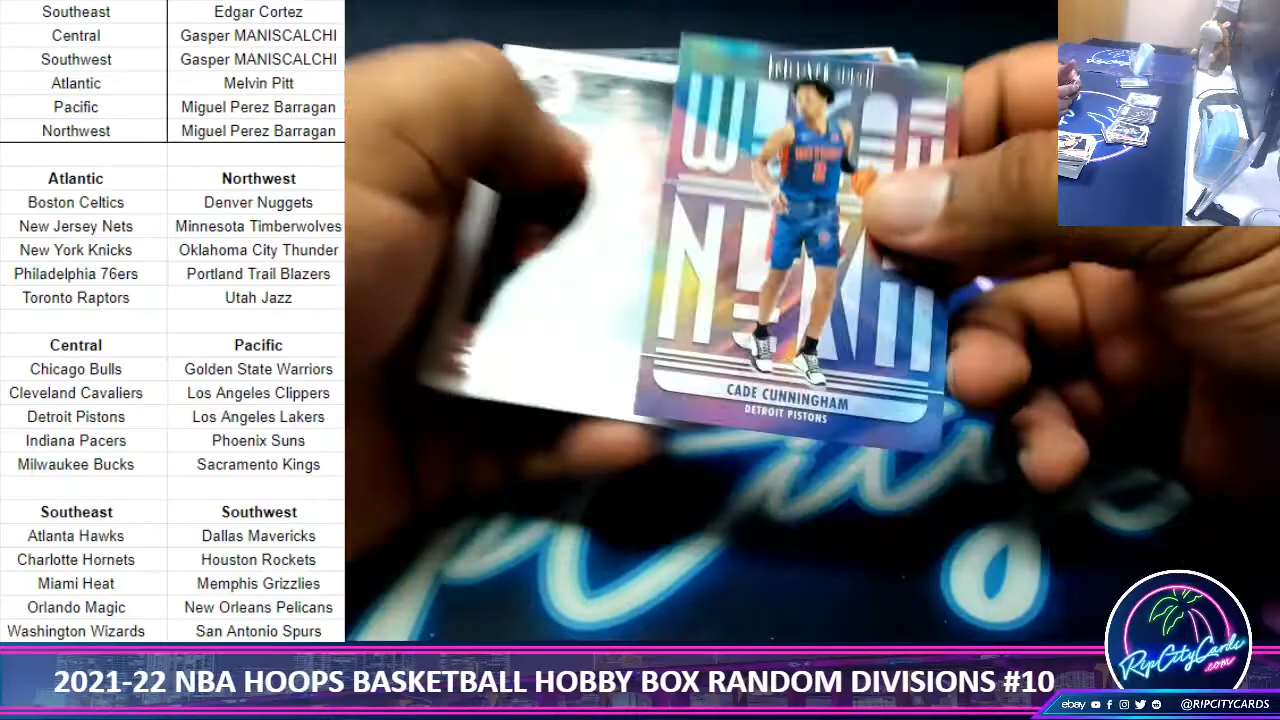 Southeast Edgar Cortez
Central Gasper MANISCALCHI
Southwest Gasper MANISCALCHI
Atlantic Melvin Pitt
Pacific Miguel Perez Barragan
Northwest Miguel Perez Barragan
Atlantic Northwest
Boston Celtics Denver Nuggets
New Jersey Nets Minnesota Timberwolves
New York Knicks Oklahoma City Thunder
Philadelphia 76ers Portland Trail Blazers
Toronto Raptors Utah Jazz
Central Pacific
Chicago Bulls Golden State Warriors
Cleveland Cavaliers Los Angeles Clippers
Detroit Pistons Los Angeles Lakers
Indiana Pacers Phoenix Suns
Milwaukee Bucks Sacramento Kings
Southeast Southwest
Atlanta Hawks Dallas Mavericks
Charlotte Hornets Houston Rockets
Miami Heat Memphis Grizzlies
Orlando Magic New Orleans Pelicans
Washington Wizards San Antonio Spurs
CADE CUNNINGHAM
DETROIT PISTONS
RipCityCards
.com
2021-22 NBA HOOPS BASKETBALL HOBBY BOX RANDOM DIVISIONS #10
ebay @RIPCITYCARDS